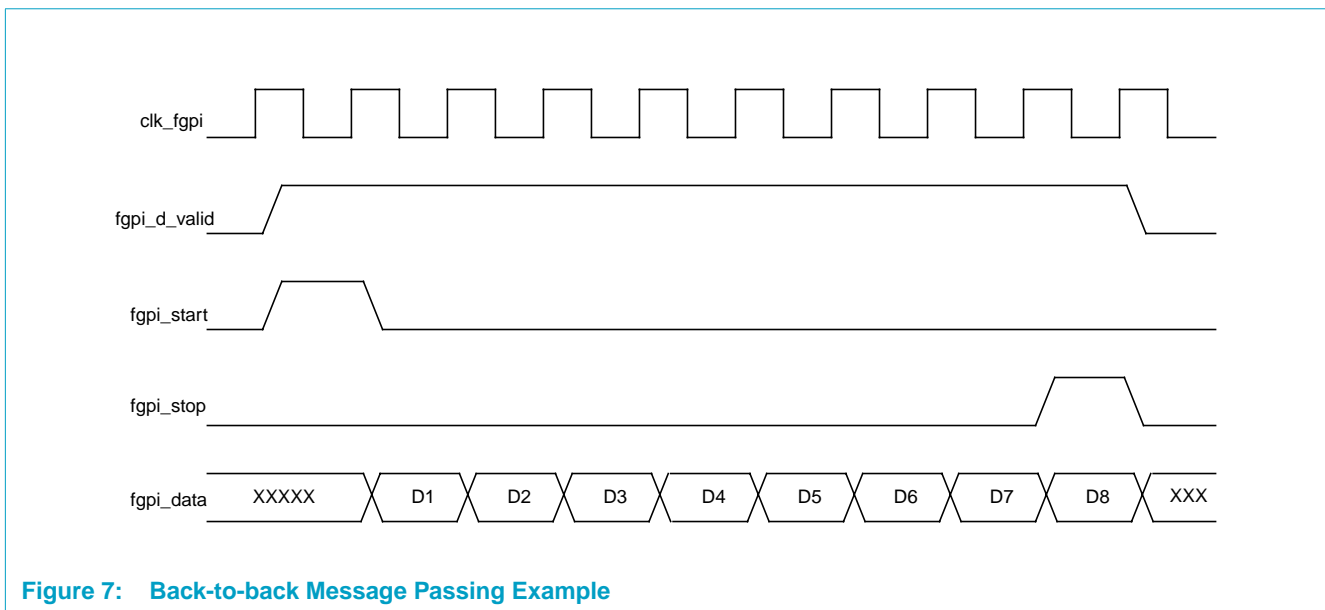 clk_fgpi
fgpi_d_valid
fgpi_start
fgpi_stop
fgpi_data XXXXX D1 D2 D3 D4 D5 D6 D7 D8 XXX
Figure 7: Back-to-back Message Passing Example